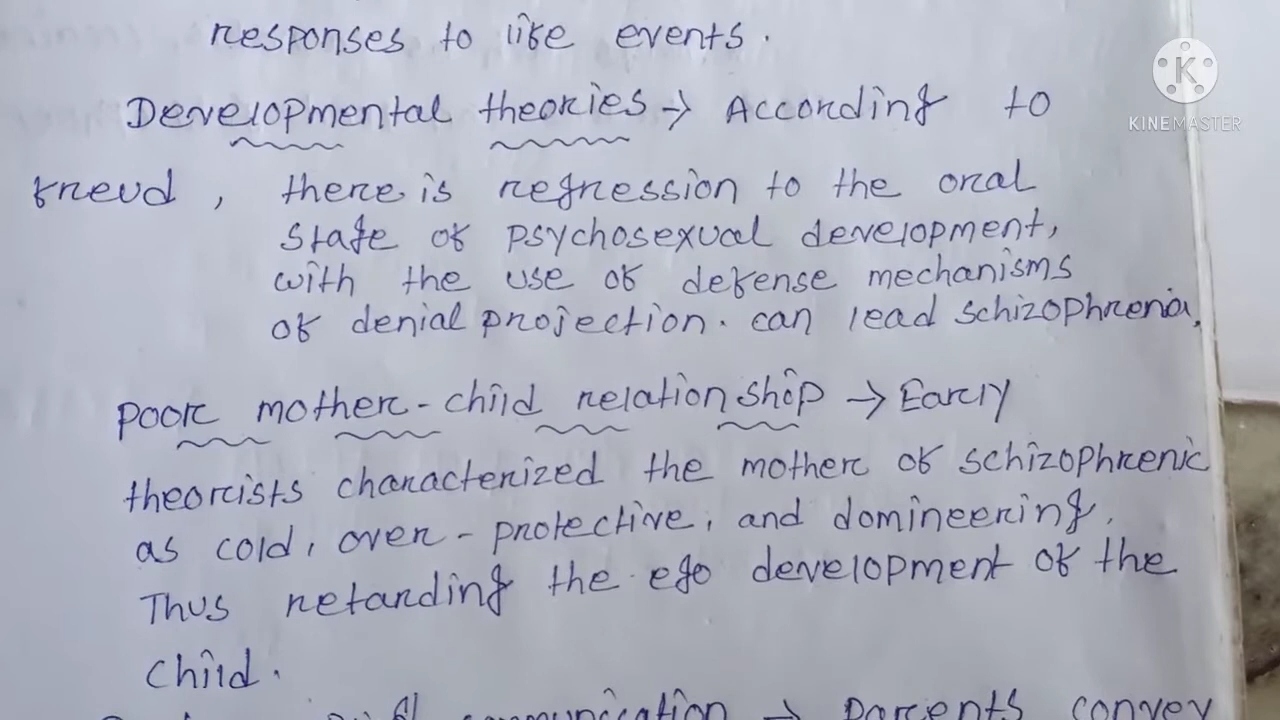 responses to life events.
Developmental theories → According to
freud, there is regression to the oral
state of psychosexual development,
with the use of defense mechanisms
of denial projection. can lead schizophrenia,
Poor mother-child relationship → Early
theorists characterized the mother of schizophrenic
as cold, over-protective, and domineering.
Thus retarding the ego development of the
child.
communication → Parents convey
K
KINEMASTER